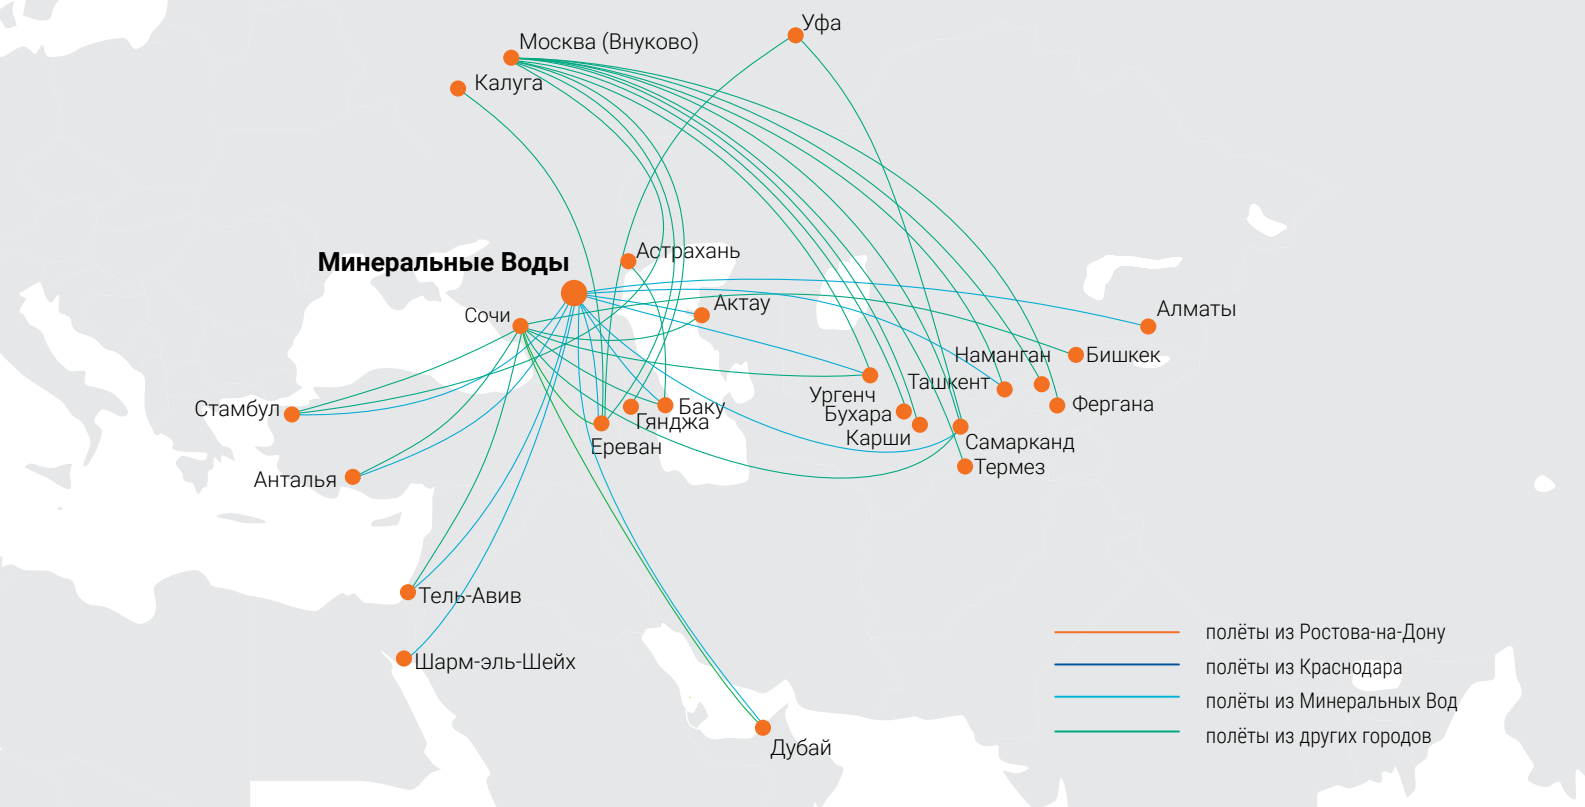 Уфа
Москва (Внуково)
Калуга
Астрахань
Минеральные Воды
Актау
Сочи
Алматы
Наманган
Бишкек
Ташкент
Ургенч
Фергана
Стамбул
Баку
Бухара
Гянджа
Карши
Самарканд
Ереван
Термез
Анталья
Тель-Авив
Шарм-эль-Шейх
Дубай
полёты из Ростова-на-Дону
полёты из Краснодара
полёты из Минеральных Вод
полёты из других городов